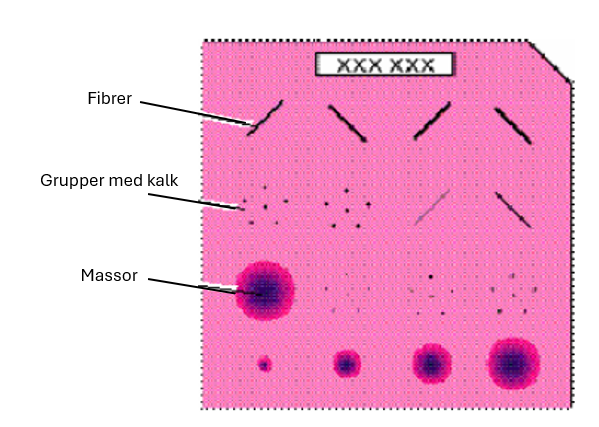 XXX XXX
Fibrer
Grupper med kalk
Massor